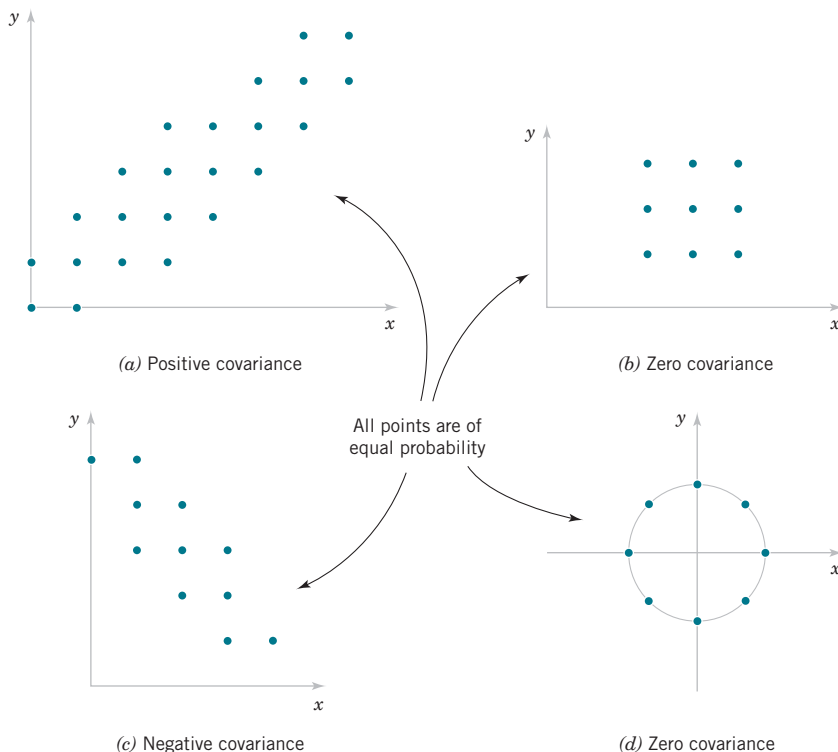 y
x
(a) Positive covariance
y
x
(b) Zero covariance
All points are of
equal probability
y
x
(c) Negative covariance
y
x
(d) Zero covariance